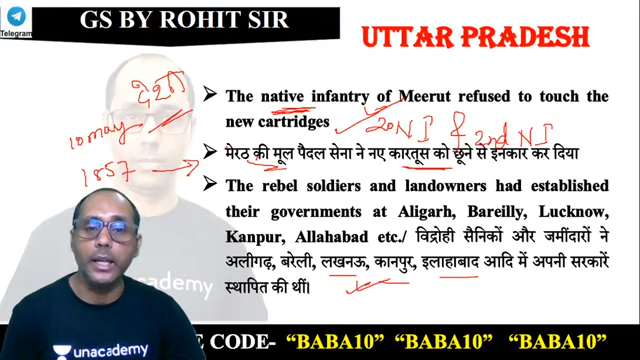 Telegram
GS BY ROHIT SIR
UTTAR PRADESH
देशी
➢ The native infantry of Meerut refused to touch the
new cartridges
20 NI & 2nd NI
10 may
1857
➢ मेरठ की मूल पैदल सेना ने नए कारतूस को छूने से इनकार कर दिया
➢ The rebel soldiers and landowners had established
their governments at Aligarh, Bareilly, Lucknow,
Kanpur, Allahabad etc./ विद्रोही सैनिकों और जमींदारों ने
अलीगढ़, बरेली, लखनऊ, कानपुर, इलाहाबाद आदि में अपनी सरकारें
स्थापित की थीं।
unacademy
unacademy
E CODE- “BABA10” “BABA10” “BABA10”